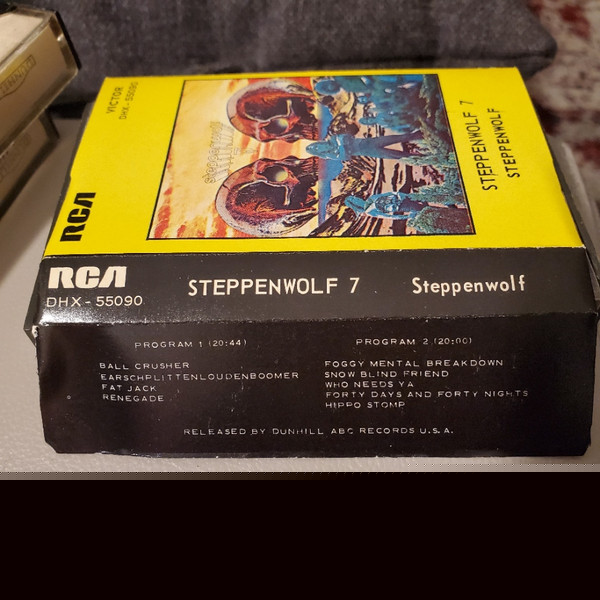 VICTOR
DHX-55090
RCA
STEPPENWOLF 7
STEPPENWOLF
RCA
DHX-55090
STEPPENWOLF 7 Steppenwolf
PROGRAM 1 (20:44)
BALL CRUSHER
EARSCHPLITTENLOUDENBOOMER
FAT JACK
RENEGADE
PROGRAM 2 (20:00)
FOGGY MENTAL BREAKDOWN
SNOW BLIND FRIEND
WHO NEEDS YA
FORTY DAYS AND FORTY NIGHTS
HIPPO STOMP
RELEASED BY DUNHILL ABC RECORDS U.S.A.